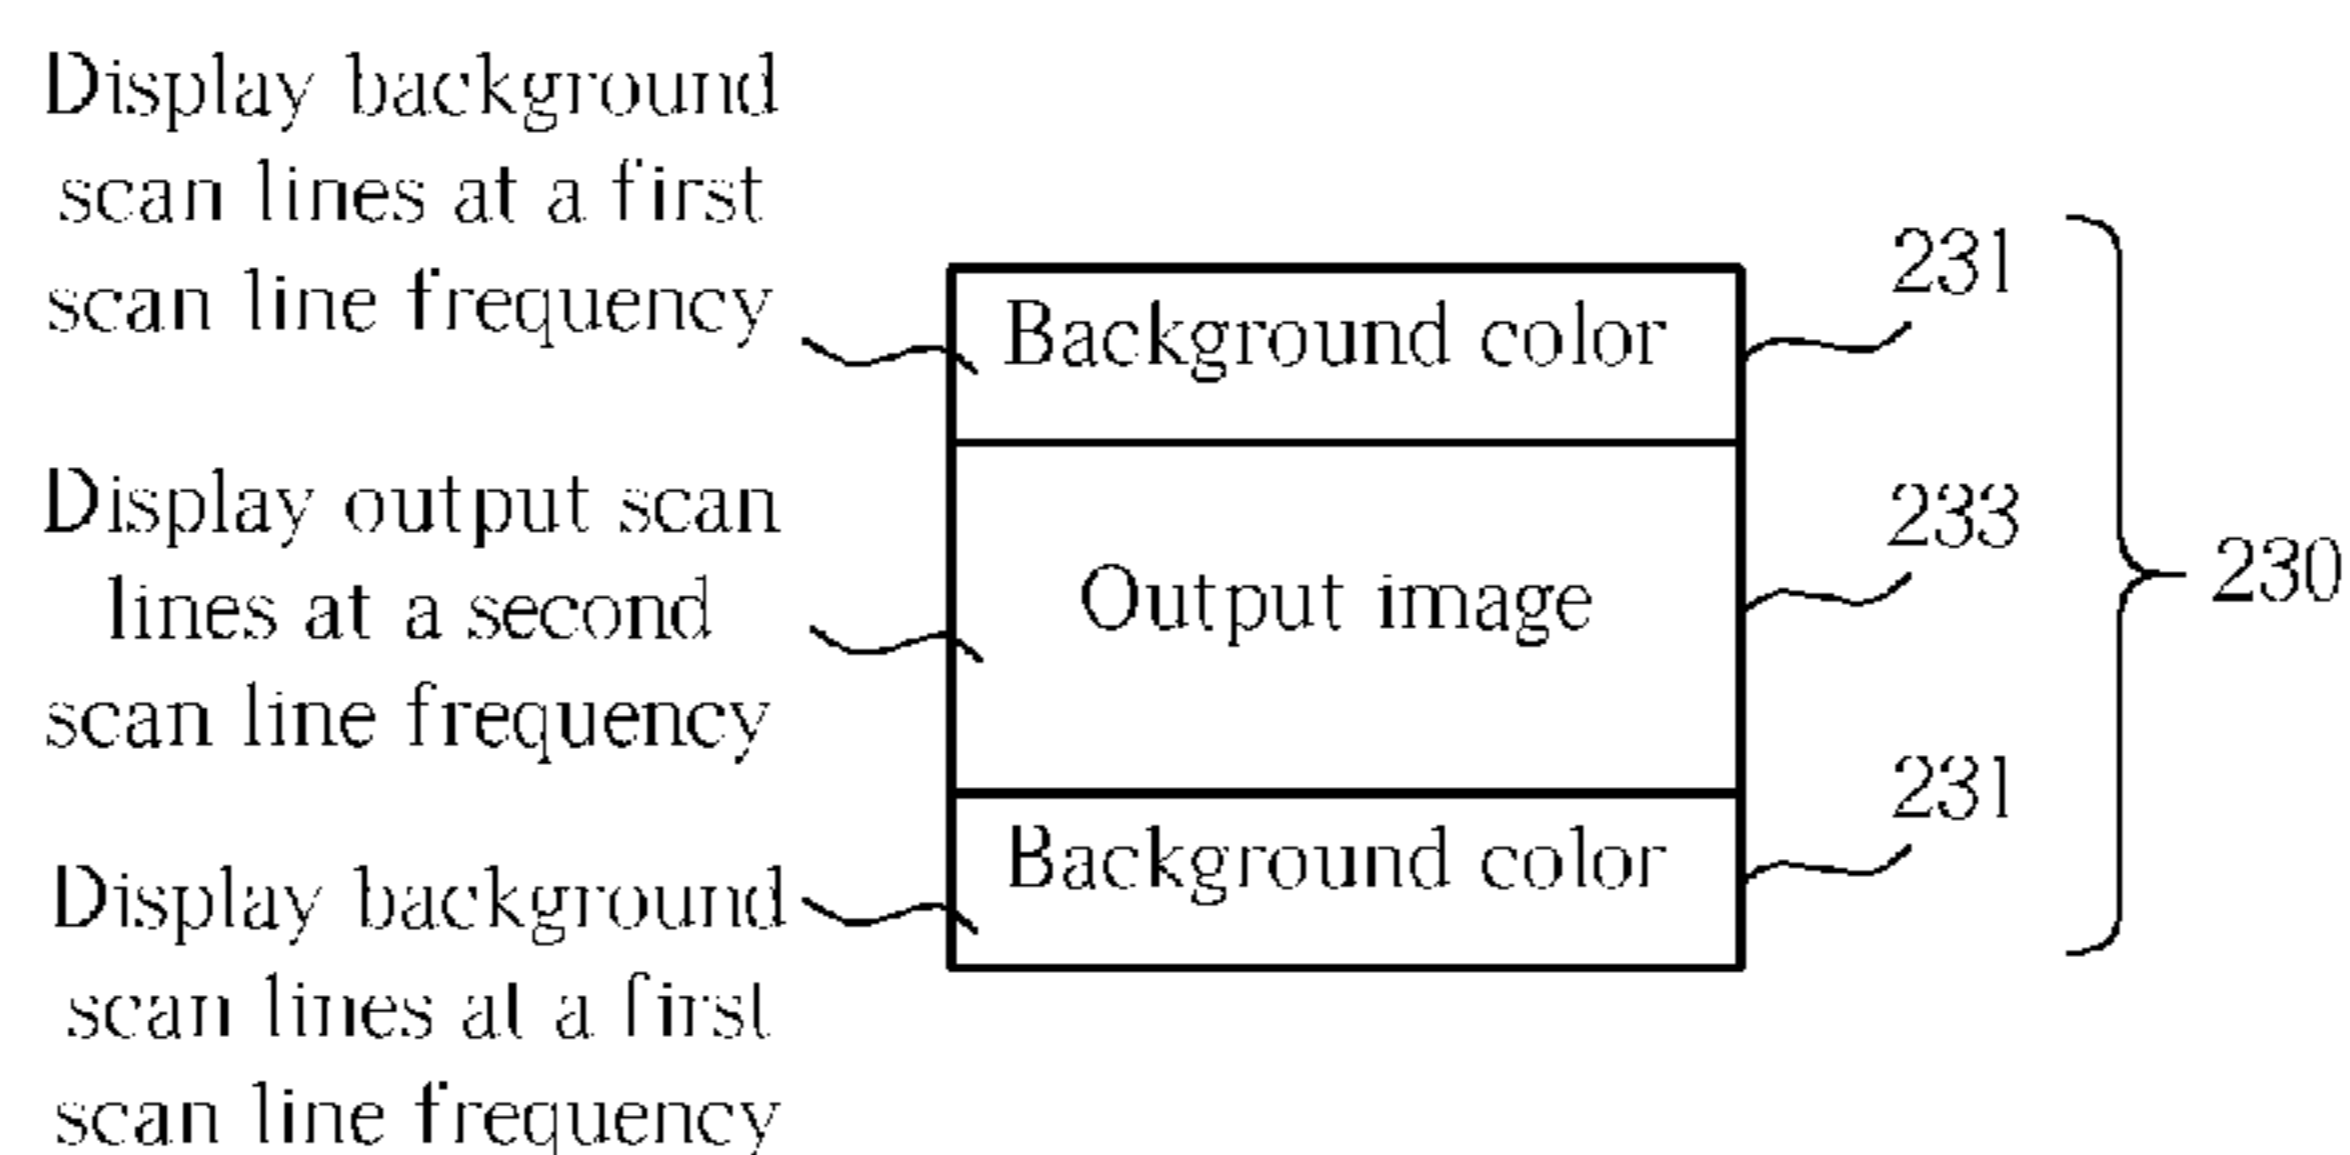 Display background
scan lines at a first
scan line frequency
Background color
231
Display output scan
lines at a second
scan line frequency
Output image
233
230
Display background
scan lines at a first
scan line frequency
Background color
231